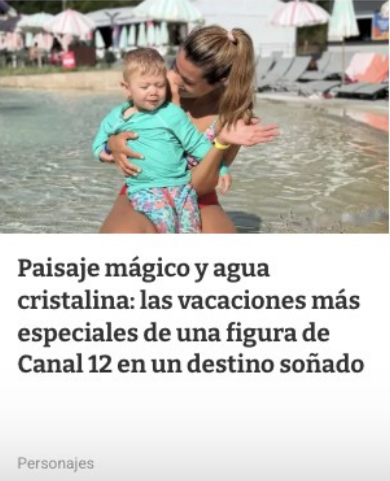 Paisaje mágico y agua
cristalina: las vacaciones más
especiales de una figura de
Canal 12 en un destino soñado
Personajes